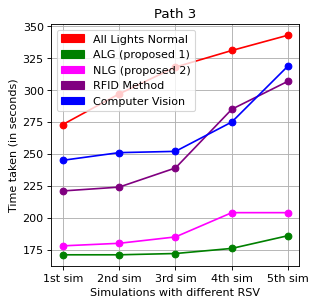 Path 3
350
325
300
275
250
225
200
175
Time taken (in seconds)
All Lights Normal
ALG (proposed 1)
NLG (proposed 2)
RFID Method
Computer Vision
1st sim 2nd sim 3rd sim 4th sim 5th sim
Simulations with different RSV